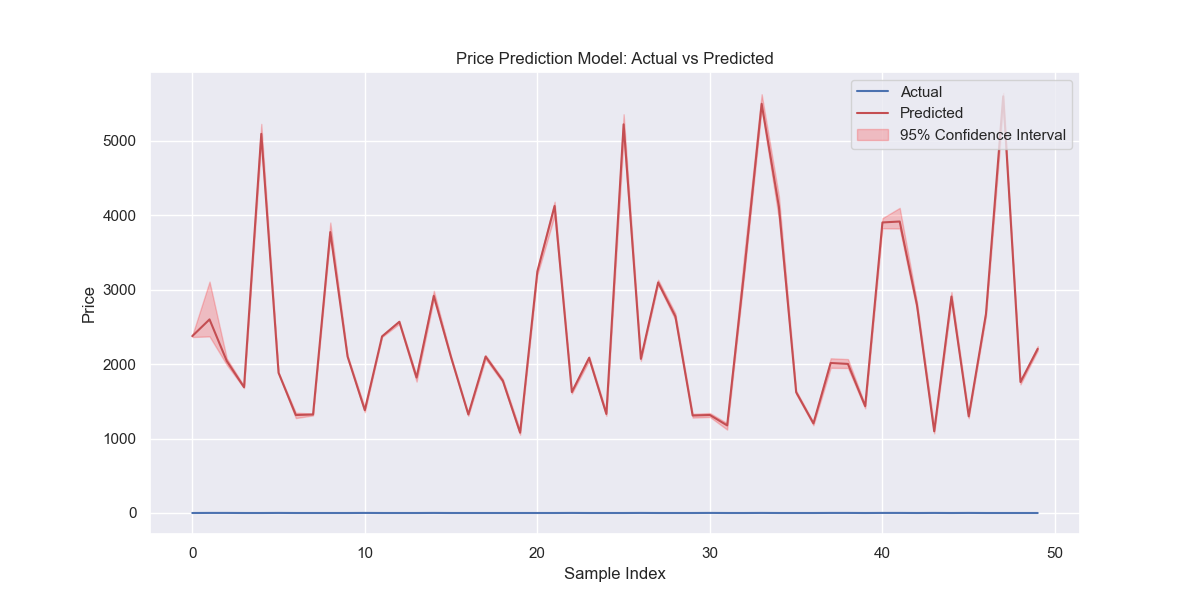 Price Prediction Model: Actual vs Predicted
Actual
Predicted
95% Confidence Interval
Price
5000
4000
3000
2000
1000
0
0 10 20 30 40 50
Sample Index